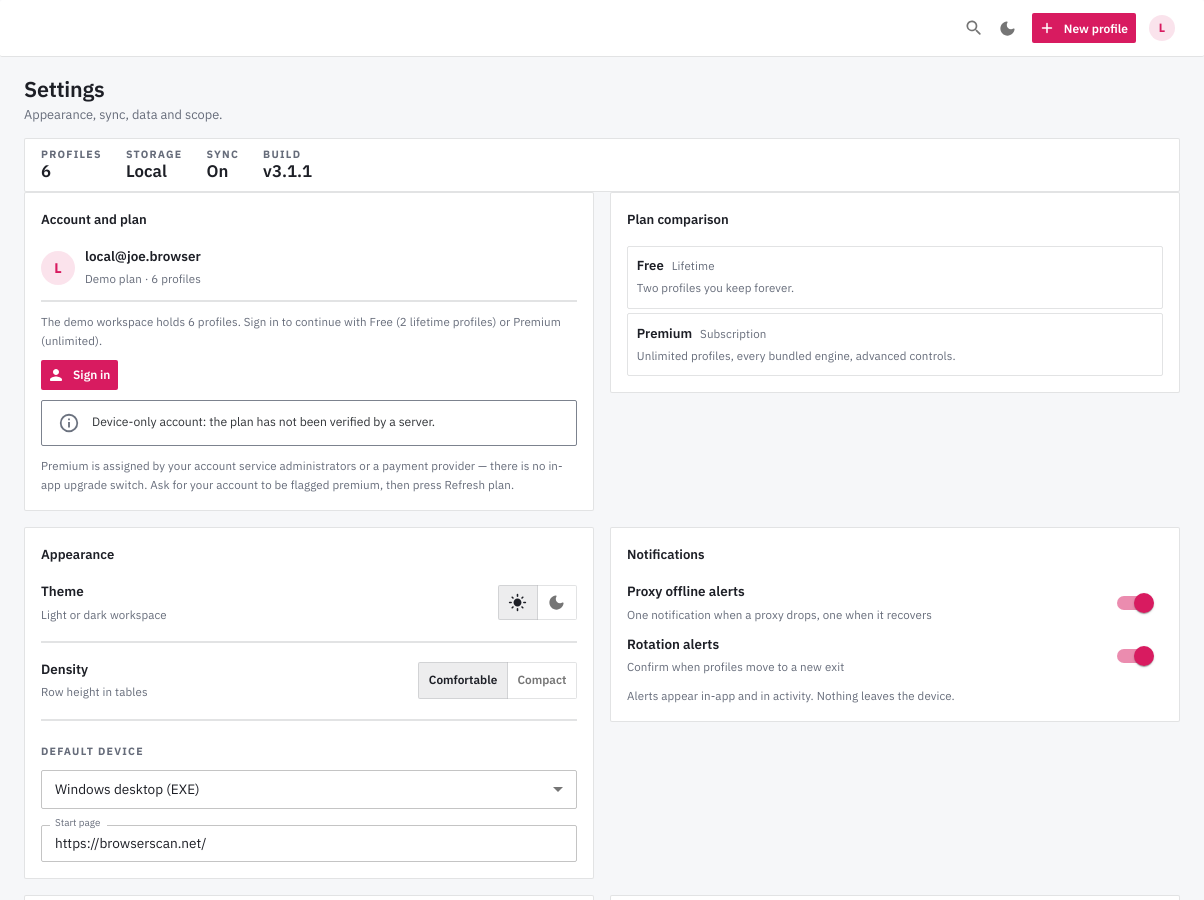 New profile
L
Settings
Appearance, sync, data and scope.
PROFILES
6
STORAGE
Local
SYNC
On
BUILD
v3.1.1
Account and plan
L
local@joe.browser
Demo plan · 6 profiles
The demo workspace holds 6 profiles. Sign in to continue with Free (2 lifetime profiles) or Premium
(unlimited).
Sign in
Device-only account: the plan has not been verified by a server.
Premium is assigned by your account service administrators or a payment provider — there is no in-
app upgrade switch. Ask for your account to be flagged premium, then press Refresh plan.
Plan comparison
Free Lifetime
Two profiles you keep forever.
Premium Subscription
Unlimited profiles, every bundled engine, advanced controls.
Appearance
Theme
Light or dark workspace
Density
Row height in tables
Comfortable
Compact
DEFAULT DEVICE
Windows desktop (EXE)
Start page
https://browserscan.net/
Notifications
Proxy offline alerts
One notification when a proxy drops, one when it recovers
Rotation alerts
Confirm when profiles move to a new exit
Alerts appear in-app and in activity. Nothing leaves the device.